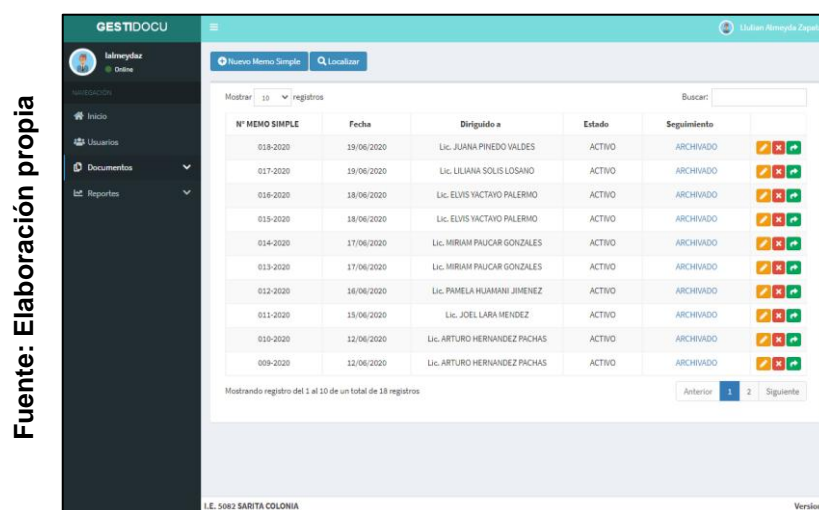 Fuente: Elaboración propia
GESTIDOCU
Llulian Almeyda Zapat
lalmeydaz
Online
NAVEGACIÓN
Inicio
Usuarios
Documentos
Reportes
Nuevo Memo Simple Localizar
Mostrar 10 registros Buscar:
N° MEMO SIMPLE Fecha Diriguido a Estado Seguimiento
018-2020 19/06/2020 Lic. JUANA PINEDO VALDES ACTIVO ARCHIVADO
017-2020 19/06/2020 Lic. LILIANA SOLIS LOSANO ACTIVO ARCHIVADO
016-2020 18/06/2020 Lic. ELVIS YACTAYO PALERMO ACTIVO ARCHIVADO
015-2020 18/06/2020 Lic. ELVIS YACTAYO PALERMO ACTIVO ARCHIVADO
014-2020 17/06/2020 Lic. MIRIAM PAUCAR GONZALES ACTIVO ARCHIVADO
013-2020 17/06/2020 Lic. MIRIAM PAUCAR GONZALES ACTIVO ARCHIVADO
012-2020 16/06/2020 Lic. PAMELA HUAMANI JIMENEZ ACTIVO ARCHIVADO
011-2020 15/06/2020 Lic. JOEL LARA MENDEZ ACTIVO ARCHIVADO
010-2020 12/06/2020 Lic. ARTURO HERNANDEZ PACHAS ACTIVO ARCHIVADO
009-2020 12/06/2020 Lic. ARTURO HERNANDEZ PACHAS ACTIVO ARCHIVADO
Mostrando registro del 1 al 10 de un total de 18 registros
Anterior 1 2 Siguiente
I.E. 5082 SARITA COLONIA Version